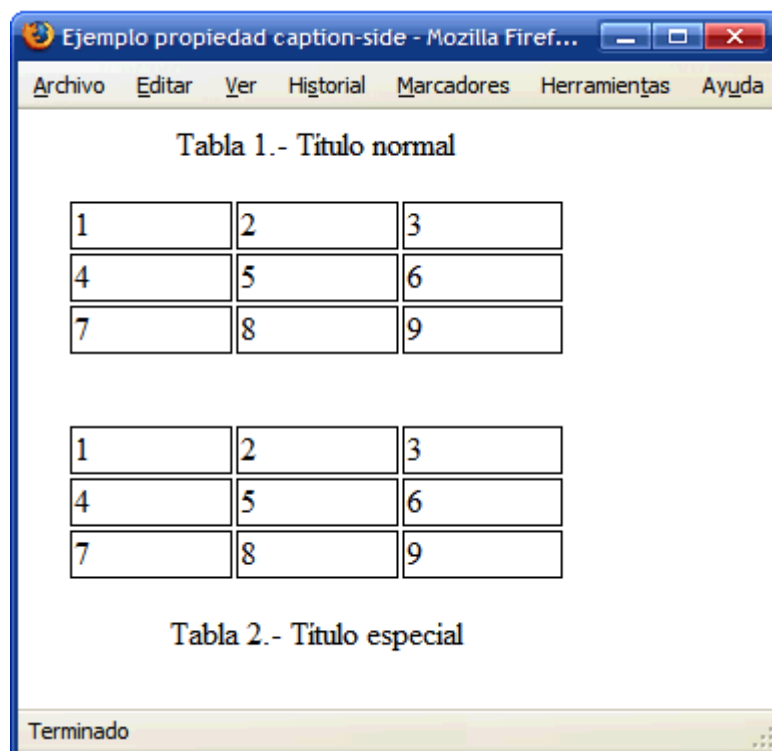 Ejemplo propiedad caption-side - Mozilla Firef...
Archivo Editar Ver Historial Marcadores Herramientas Ayuda
Tabla 1.- Título normal
1 2 3
4 5 6
7 8 9
1 2 3
4 5 6
7 8 9
Tabla 2.- Título especial
Terminado